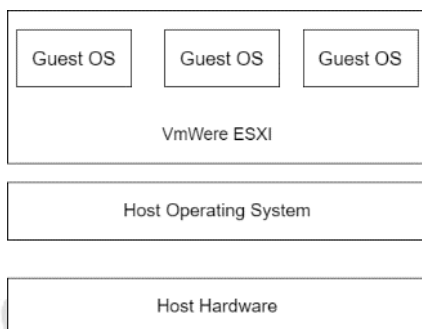 Guest OS Guest OS Guest OS
VmWere ESXI
Host Operating System
Host Hardware